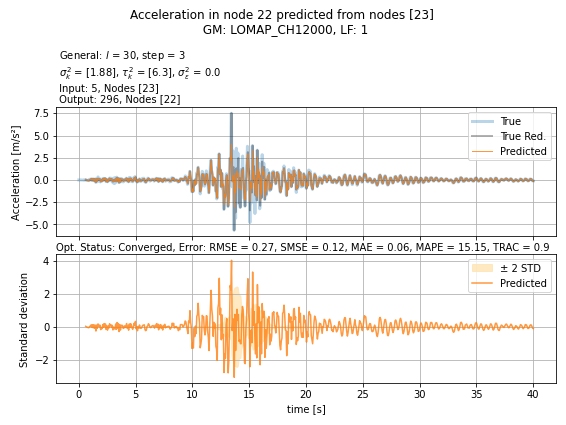 Acceleration in node 22 predicted from nodes [23]
GM: LOMAP_CH12000, LF: 1
General: l = 30, step = 3
σ²ₖ = [1.88], τ²ₖ = [6.3], σ²ₑ = 0.0
Input: 5, Nodes [23]
Output: 296, Nodes [22]
Acceleration [m/s²]
7.5
5.0
2.5
0.0
−2.5
−5.0
True
True Red.
Predicted
Opt. Status: Converged, Error: RMSE = 0.27, SMSE = 0.12, MAE = 0.06, MAPE = 15.15, TRAC = 0.9
Standard deviation
4
2
0
−2
± 2 STD
Predicted
0 5 10 15 20 25 30 35 40
time [s]